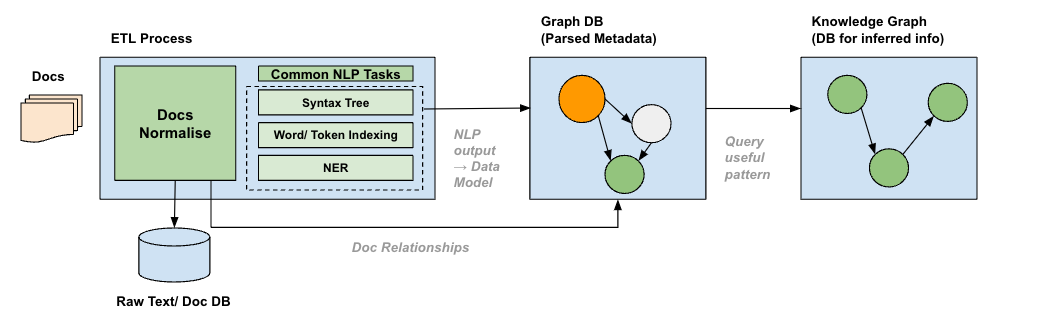 Docs
ETL Process
Docs
Normalise
Common NLP Tasks
Syntax Tree
Word/ Token Indexing
NER
Raw Text/ Doc DB
NLP
output
→ Data
Model
Doc Relationships
Graph DB
(Parsed Metadata)
Query
useful
pattern
Knowledge Graph
(DB for inferred info)